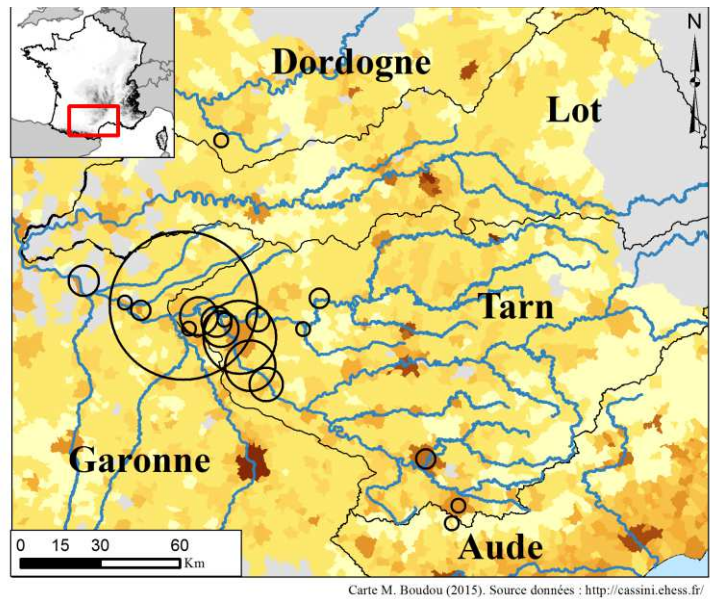 N
Dordogne
Lot
Tarn
Garonne
Aude
0 15 30 60
Km
Carte M. Boudou (2015). Source données : http://cassini.ehess.fr/